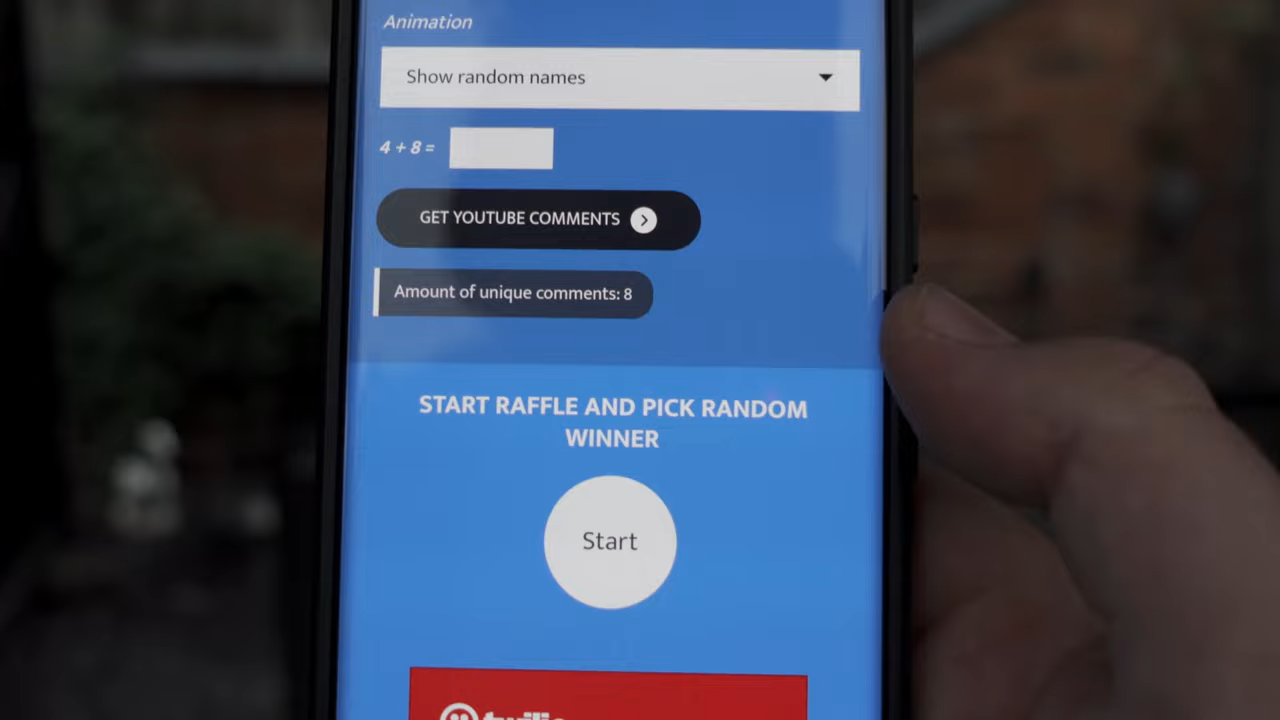 Animation
Show random names
4 + 8 =
GET YOUTUBE COMMENTS
Amount of unique comments: 8
START RAFFLE AND PICK RANDOM
WINNER
Start